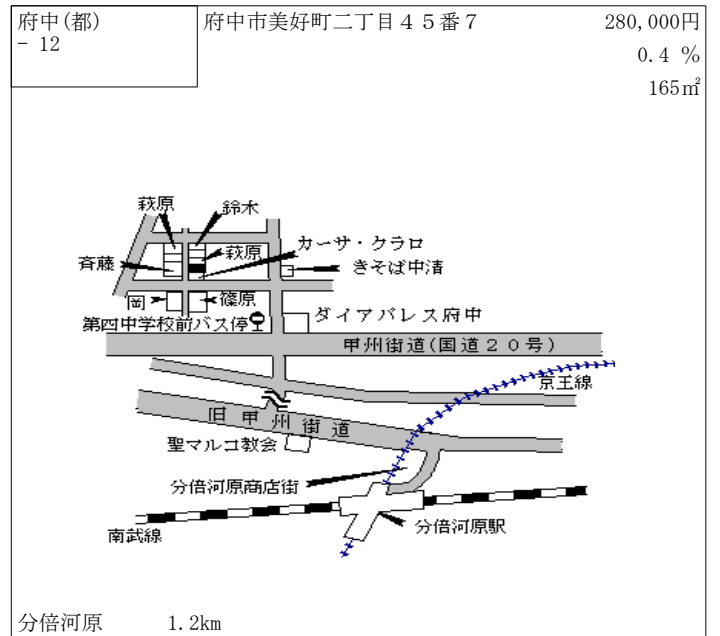 府中(都)
- 12
府中市美好町二丁目４５番７
280,000円
0.4 %
165㎡
萩原
鈴木
萩原
カーサ・クラロ
斉藤
きそば中清
岡
篠原
第四中学校前バス停
ダイアパレス府中
甲州街道(国道２０号)
京王線
旧甲州街道
聖マルコ教会
分倍河原商店街
分倍河原駅
南武線
分倍河原 1.2km